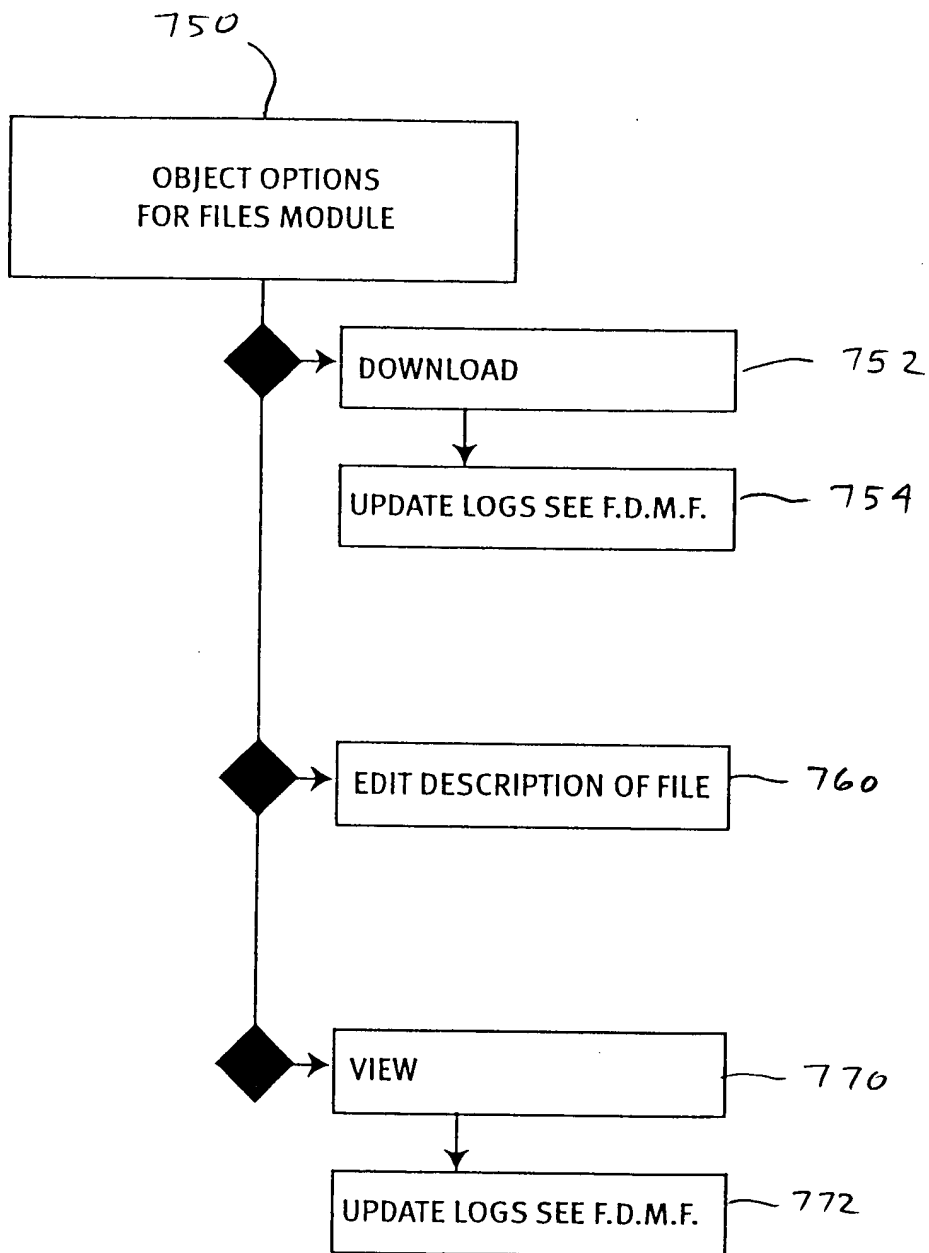 750
OBJECT OPTIONS
FOR FILES MODULE
DOWNLOAD
752
UPDATE LOGS SEE F.D.M.F.
754
EDIT DESCRIPTION OF FILE
760
VIEW
770
UPDATE LOGS SEE F.D.M.F.
772